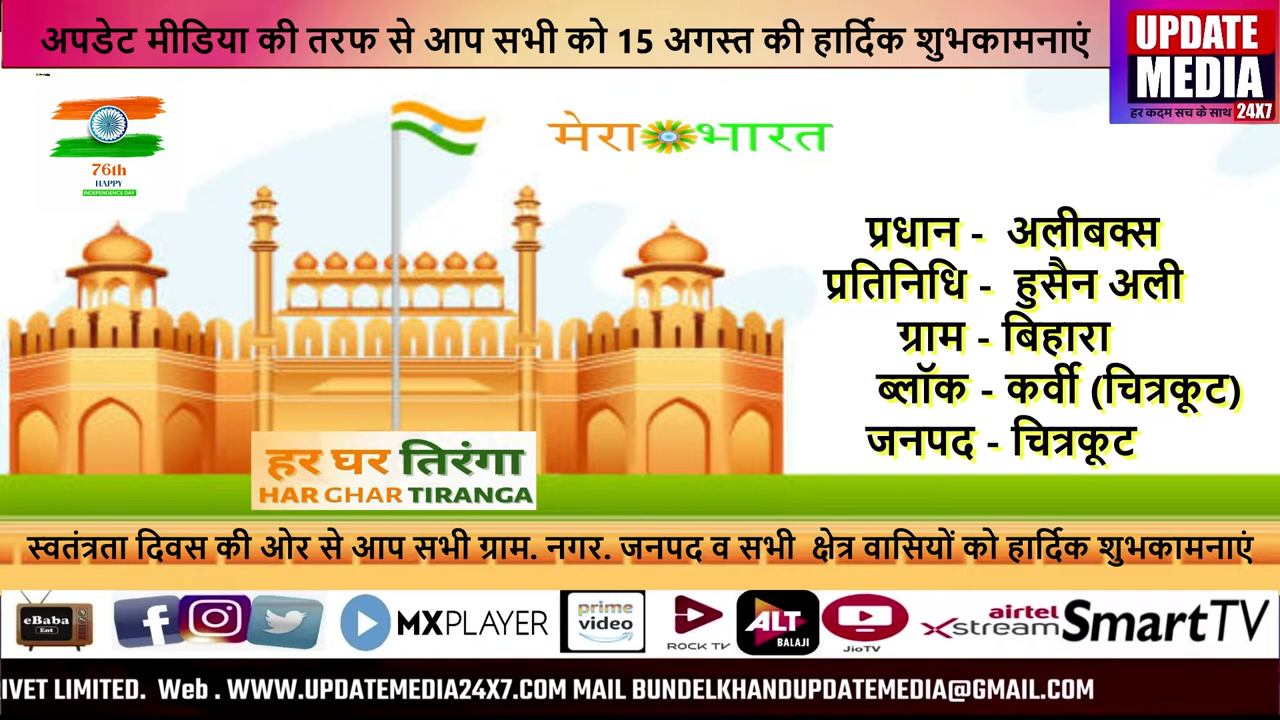 अपडेट मीडिया की तरफ से आप सभी को 15 अगस्त की हार्दिक शुभकामनाएं
UPDATE
MEDIA
हर कदम सच के साथ 24X7
76th
HAPPY
INDEPENDENCE DAY
मेरा भारत
प्रधान - अलीबक्स
प्रतिनिधि - हुसैन अली
ग्राम - बिहारा
ब्लॉक - कर्वी (चित्रकूट)
जनपद - चित्रकूट
हर घर तिरंगा
HAR GHAR TIRANGA
स्वतंत्रता दिवस की ओर से आप सभी ग्राम. नगर. जनपद व सभी क्षेत्र वासियों को हार्दिक शुभकामनाएं
eBaba
Ent
MXPLAYER
prime
video
ROCK TV
ALT
BALAJI
JioTV
airtel
xstream
SmartTV
IVET LIMITED. Web . WWW.UPDATEMEDIA24X7.COM MAIL BUNDELKHANDUPDATEMEDIA@GMAIL.COM